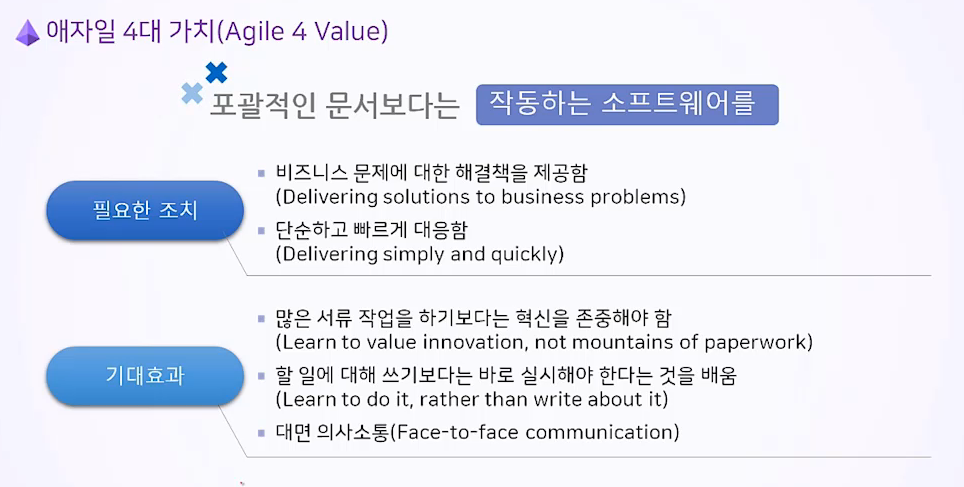 애자일 4대 가치(Agile 4 Value)
포괄적인 문서보다는 작동하는 소프트웨어를
필요한 조치
비즈니스 문제에 대한 해결책을 제공함
(Delivering solutions to business problems)
단순하고 빠르게 대응함
(Delivering simply and quickly)
기대효과
많은 서류 작업을 하기보다는 혁신을 존중해야 함
(Learn to value innovation, not mountains of paperwork)
할 일에 대해 쓰기보다는 바로 실시해야 한다는 것을 배움
(Learn to do it, rather than write about it)
대면 의사소통(Face-to-face communication)